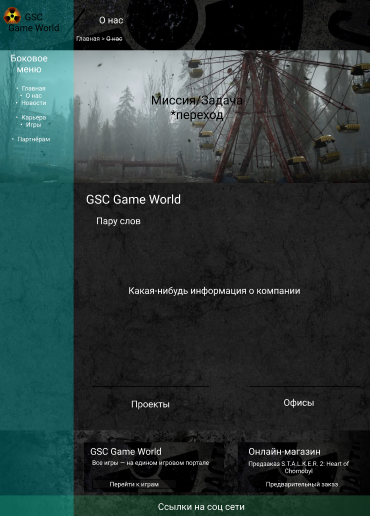 GSC
Game World
О нас
Главная > О нас
Боковое
меню
• Главная
• О нас
• Новости
• Карьера
• Игры
• Партнёрам
Миссия/Задача
*переход
GSC Game World
Пару слов
Какая-нибудь информация о компании
Проекты
Офисы
GSC Game World
Все игры — на едином игровом портале
Перейти к играм
Онлайн-магазин
Предзаказ S.T.A.L.K.E.R. 2: Heart of
Chornobyl
Предварительный заказ
Ссылки на соц сети